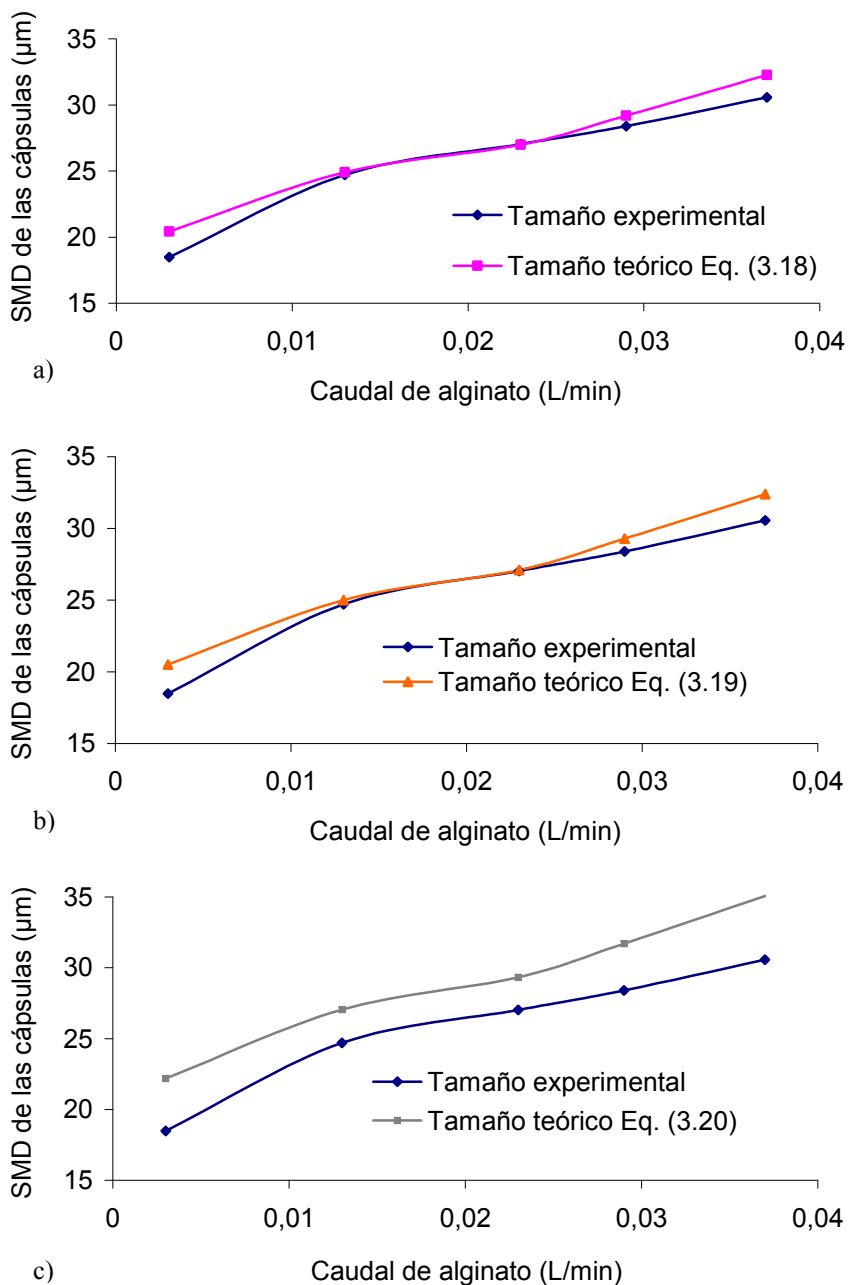 35
30
25
20
15
SMD de las cápsulas (µm)
Tamaño experimental
Tamaño teórico Eq. (3.18)
0 0,01 0,02 0,03 0,04
a)
Caudal de alginato (L/min)
35
30
25
20
15
SMD de las cápsulas (µm)
Tamaño experimental
Tamaño teórico Eq. (3.19)
0 0,01 0,02 0,03 0,04
b)
Caudal de alginato (L/min)
35
30
25
20
15
SMD de las cápsulas (µm)
Tamaño experimental
Tamaño teórico Eq. (3.20)
0 0,01 0,02 0,03 0,04
c)
Caudal de alginato (L/min)